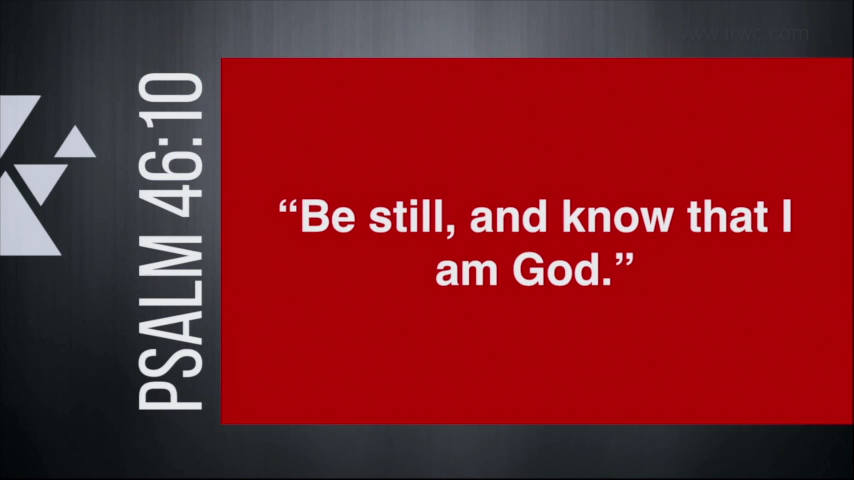 PSALM 46:10
“Be still, and know that I
am God.”